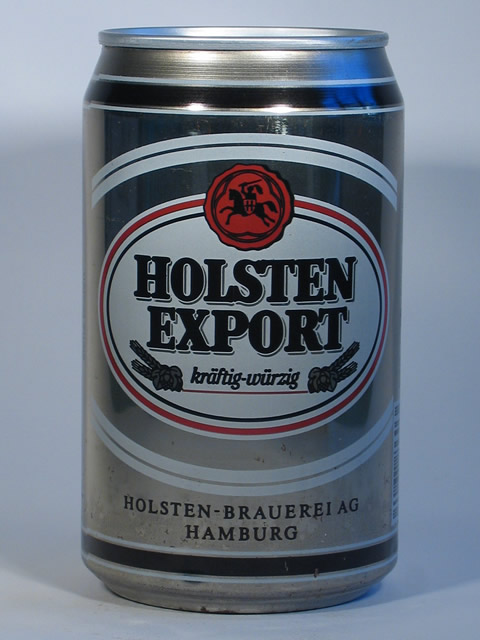 HOLSTEN
EXPORT
kräftig-würzig
HOLSTEN-BRAUEREI AG
HAMBURG